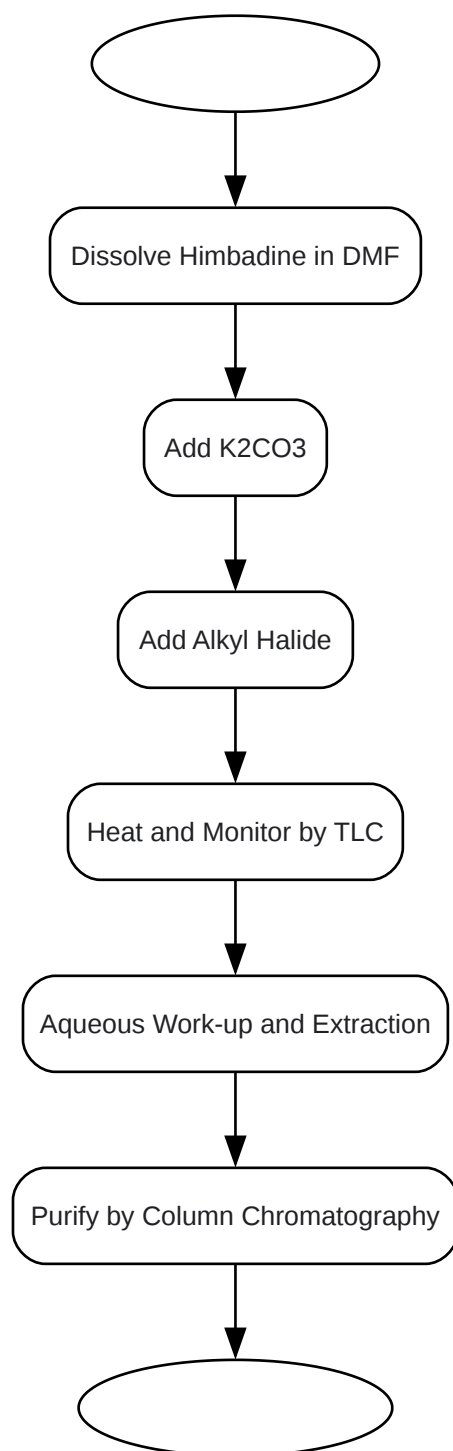 Dissolve Himbadine in DMF
Add K2CO3
Add Alkyl Halide
Heat and Monitor by TLC
Aqueous Work-up and Extraction
Purify by Column Chromatography